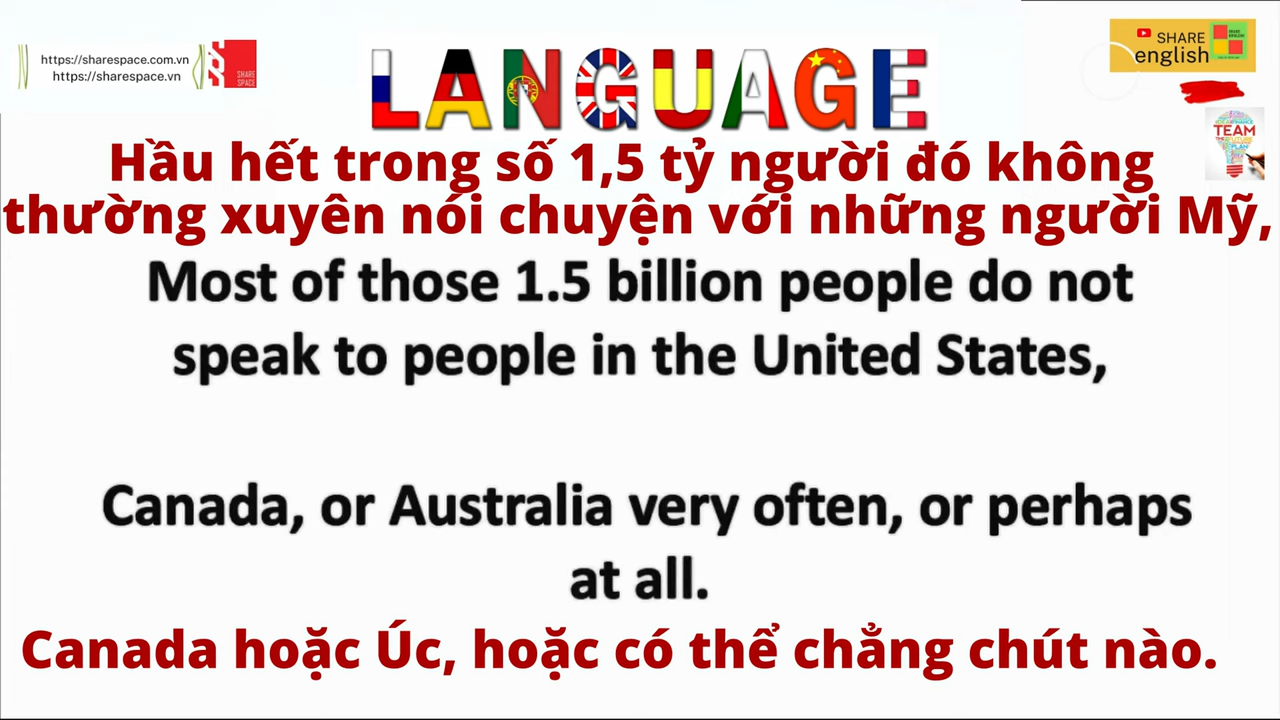 https://sharespace.com.vn
https://sharespace.vn
SHARE
SPACE
LANGUAGE
SHARE
english
TEAM
Hầu hết trong số 1,5 tỷ người đó không
thường xuyên nói chuyện với những người Mỹ,
Most of those 1.5 billion people do not
speak to people in the United States,
Canada, or Australia very often, or perhaps
at all.
Canada hoặc Úc, hoặc có thể chẳng chút nào.